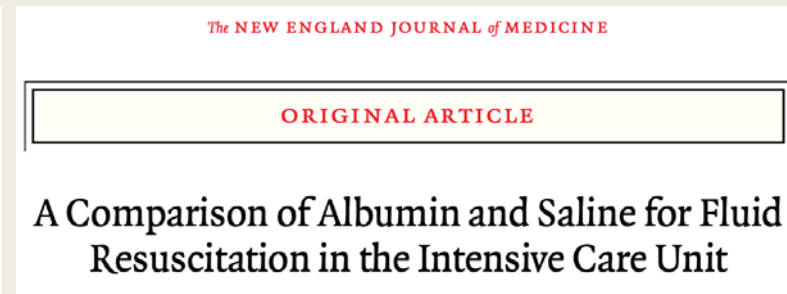 The NEW ENGLAND JOURNAL of MEDICINE
ORIGINAL ARTICLE
A Comparison of Albumin and Saline for Fluid
Resuscitation in the Intensive Care Unit